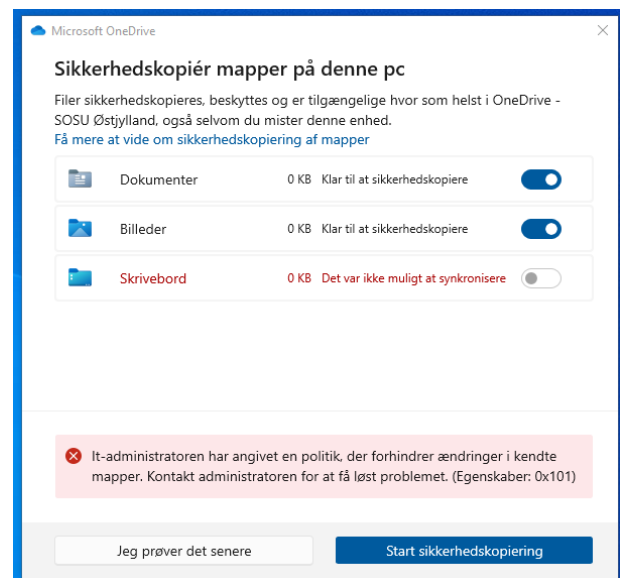 Microsoft OneDrive
Sikkerhedskopiér mapper på denne pc
Filer sikkerhedskopieres, beskyttes og er tilgængelige hvor som helst i OneDrive -
SOSU Østjylland, også selvom du mister denne enhed.
Få mere at vide om sikkerhedskopiering af mapper
Dokumenter 0 KB Klar til at sikkerhedskopiere
Billeder 0 KB Klar til at sikkerhedskopiere
Skrivebord 0 KB Det var ikke muligt at synkronisere
It-administratoren har angivet en politik, der forhindrer ændringer i kendte
mapper. Kontakt administratoren for at få løst problemet. (Egenskaber: 0x101)
Jeg prøver det senere Start sikkerhedskopiering